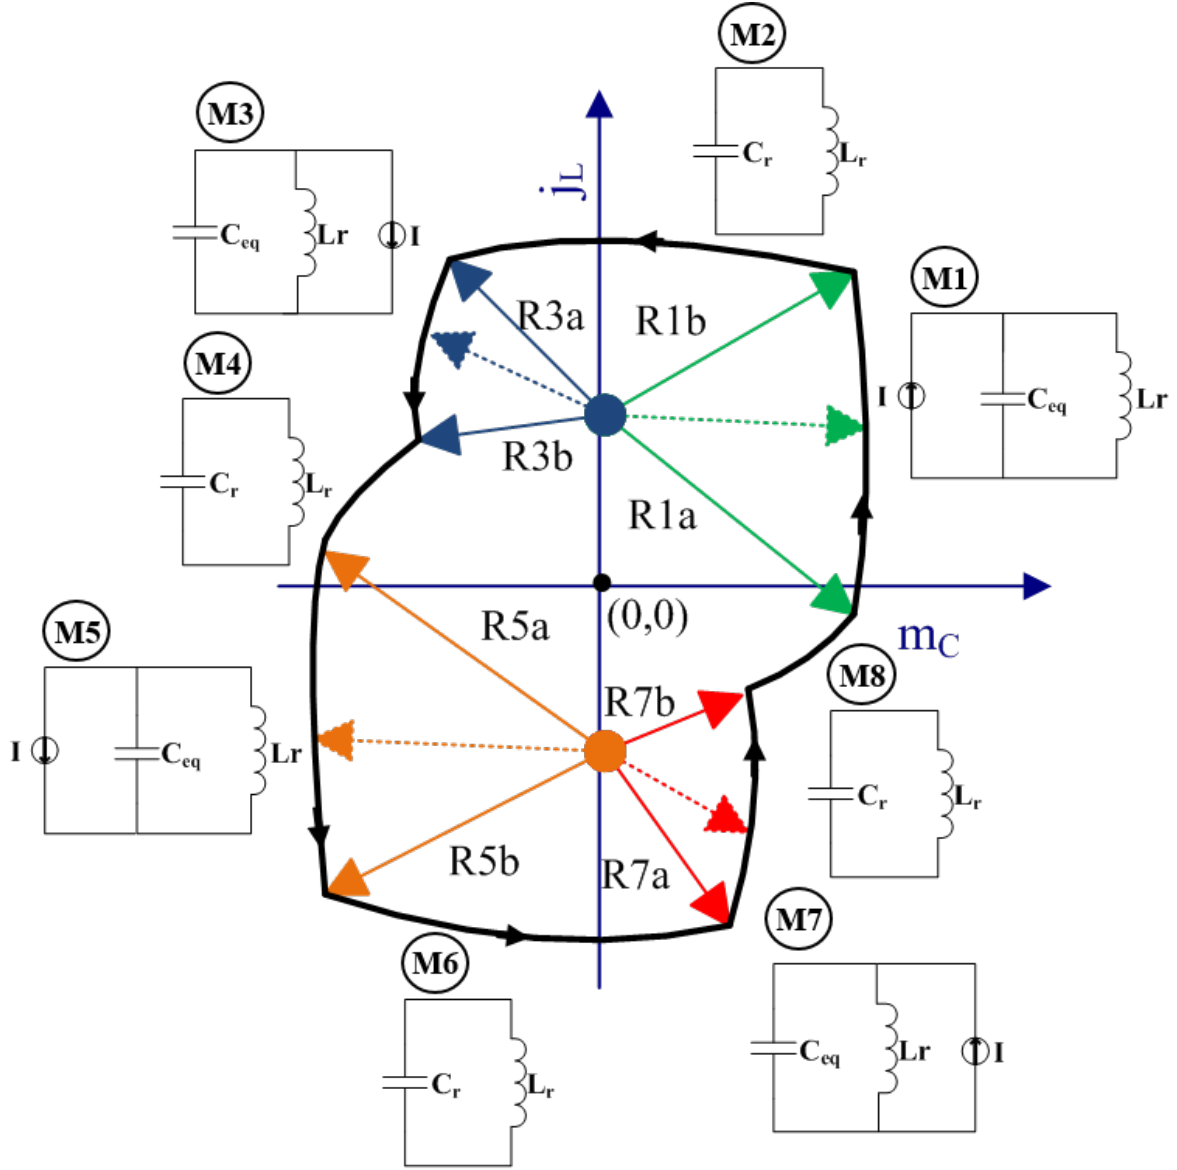 M2
Cr
Lr
M3
Ceq
Lr
I
jL
M1
I
Ceq
Lr
R3a
R1b
M4
Cr
Lr
R3b
R1a
(0,0)
mC
M5
I
Ceq
Lr
R5a
R7b
M8
Cr
Lr
R5b
R7a
M7
Ceq
Lr
I
M6
Cr
Lr